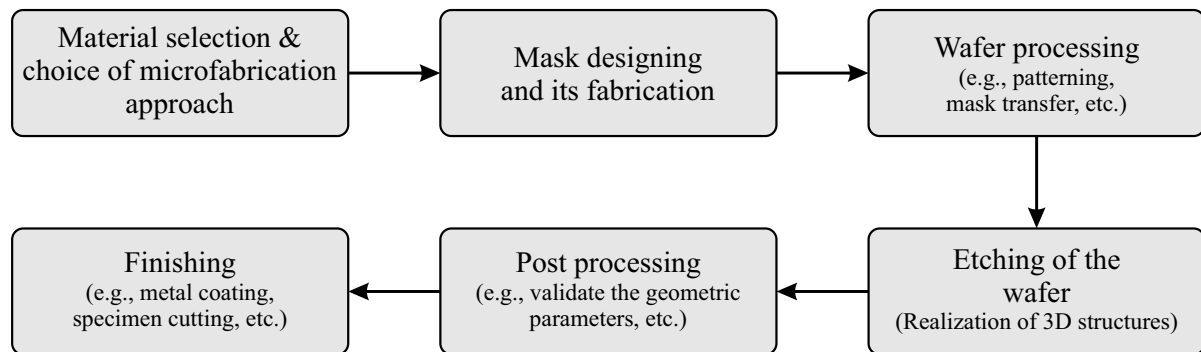 Material selection &
choice of microfabrication
approach
Mask designing
and its fabrication
Wafer processing
(e.g., patterning,
mask transfer, etc.)
Etching of the
wafer
(Realization of 3D structures)
Post processing
(e.g., validate the geometric
parameters, etc.)
Finishing
(e.g., metal coating,
specimen cutting, etc.)